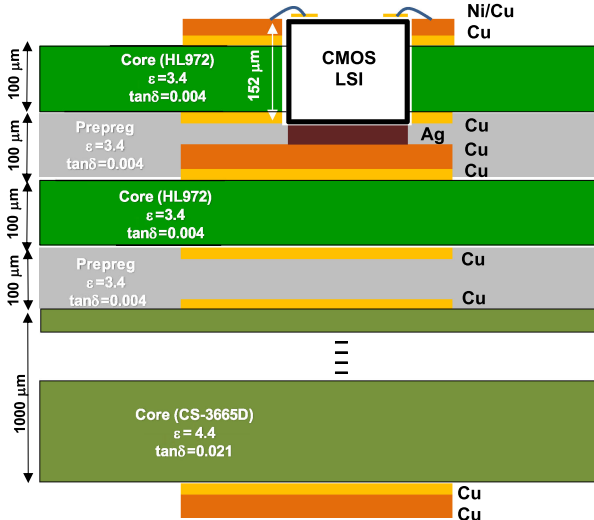 Ni/Cu
Cu
Core (HL972)
ε=3.4
tanδ=0.004
100 μm
152 μm
CMOS
LSI
Prepreg
ε=3.4
tanδ=0.004
100 μm
Cu
Ag
Cu
Cu
Core (HL972)
ε=3.4
tanδ=0.004
100 μm
Prepreg
ε=3.4
tanδ=0.004
100 μm
Cu
Cu
1000 μm
Core (CS-3665D)
ε=4.4
tanδ=0.021
Cu
Cu